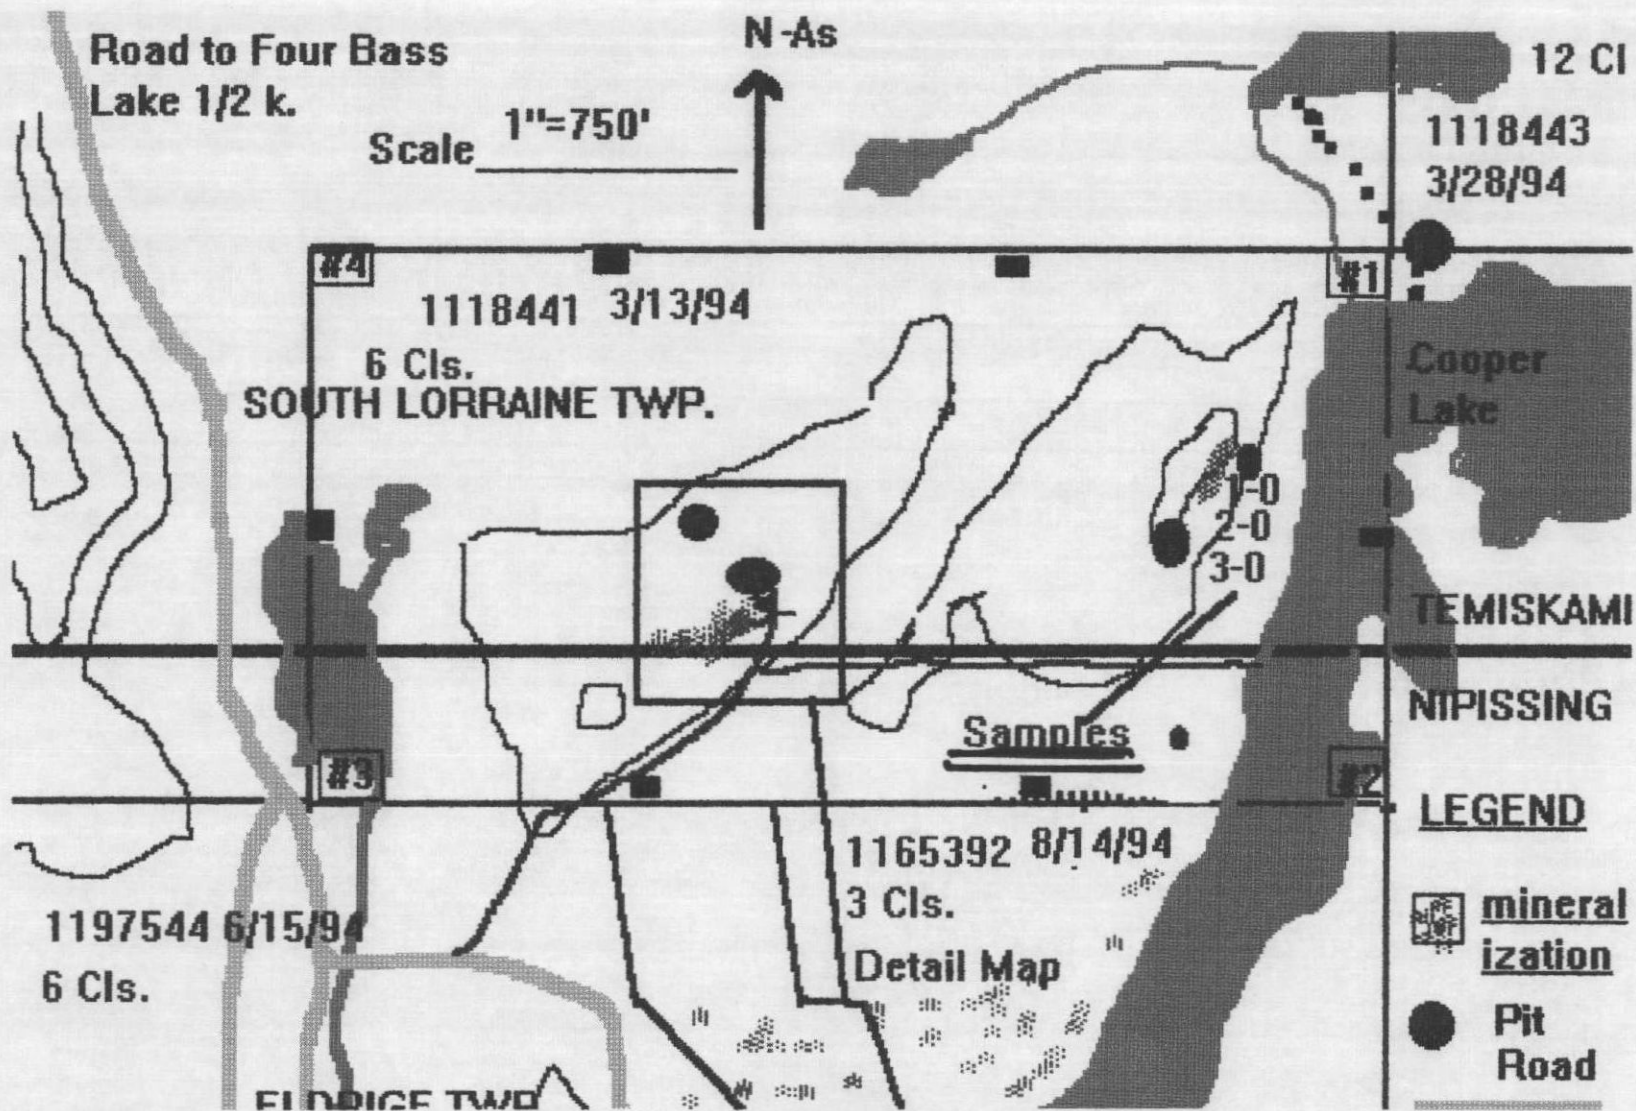 Road to Four Bass
Lake 1/2 k.
N-As
12 Cl
Scale 1"=750'
1118443
3/28/94
#4
#1
1118441 3/13/94
6 Cls.
SOUTH LORRAINE TWP.
Cooper
Lake
1-0
2-0
3-0
TEMISKAMI
NIPISSING
Samples
#3
#2
LEGEND
1165392 8/14/94
3 Cls.
1197544 6/15/94
6 Cls.
Detail Map
mineral
ization
Pit
Road
ELDRIGE TWP